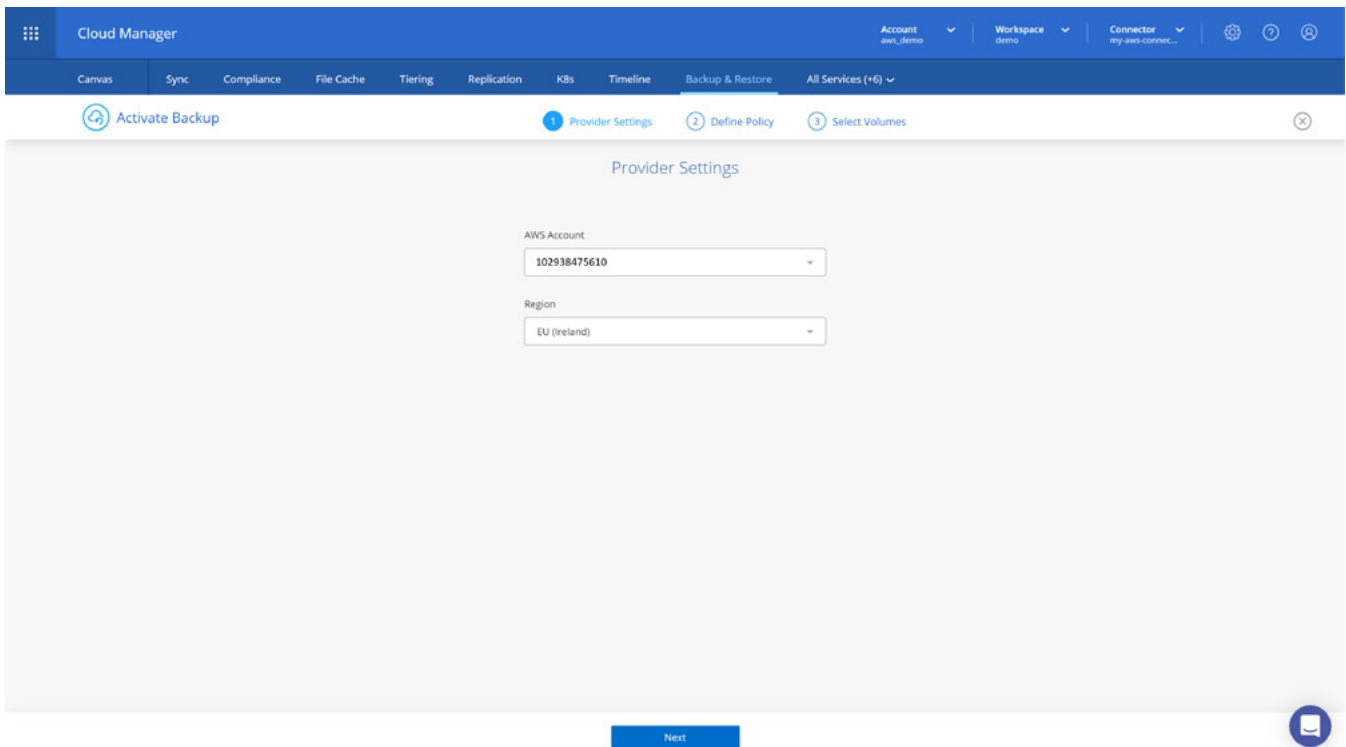 Cloud Manager
Account
aws_demo
Workspace
demo
Connector
my-aws-connec...
Canvas
Sync
Compliance
File Cache
Tiering
Replication
K8s
Timeline
Backup & Restore
All Services (+6)
Activate Backup
1 Provider Settings
2 Define Policy
3 Select Volumes
Provider Settings
AWS Account
102938475610
Region
EU (Ireland)
Next